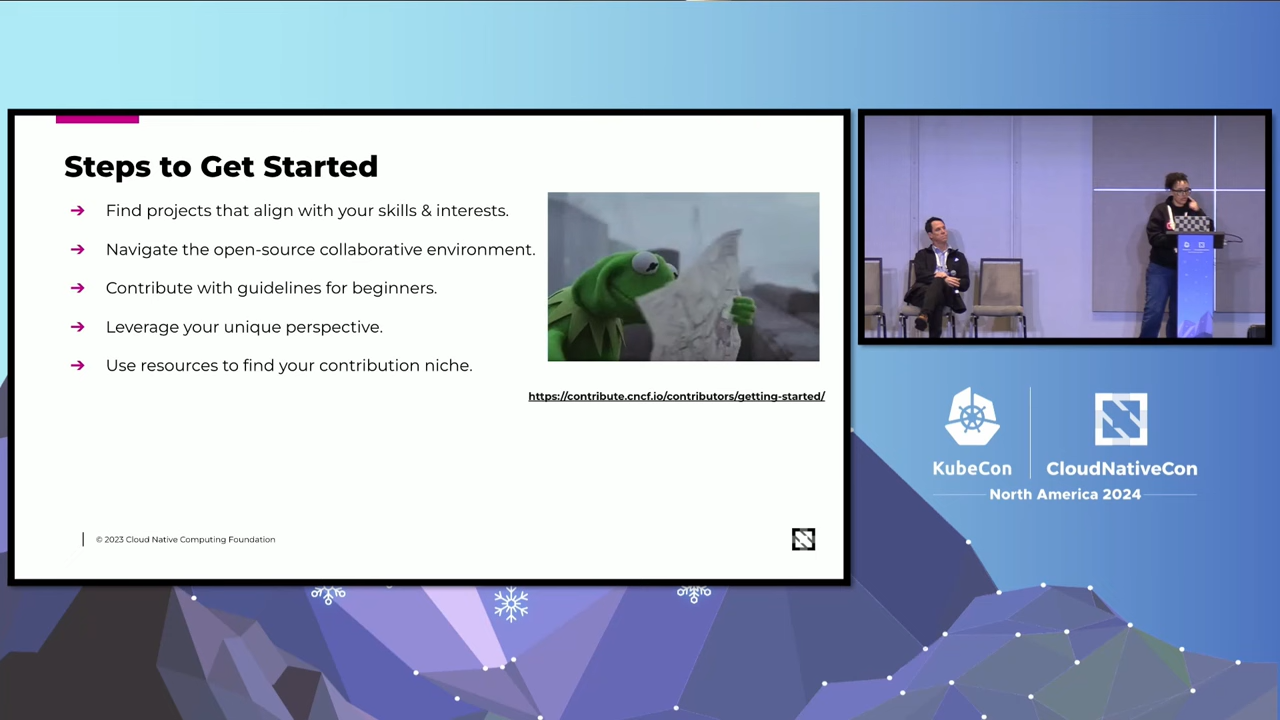 Steps to Get Started
➔ Find projects that align with your skills & interests.
➔ Navigate the open-source collaborative environment.
➔ Contribute with guidelines for beginners.
➔ Leverage your unique perspective.
➔ Use resources to find your contribution niche.
https://contribute.cncf.io/contributors/getting-started/
© 2023 Cloud Native Computing Foundation
KubeCon
CloudNativeCon
North America 2024